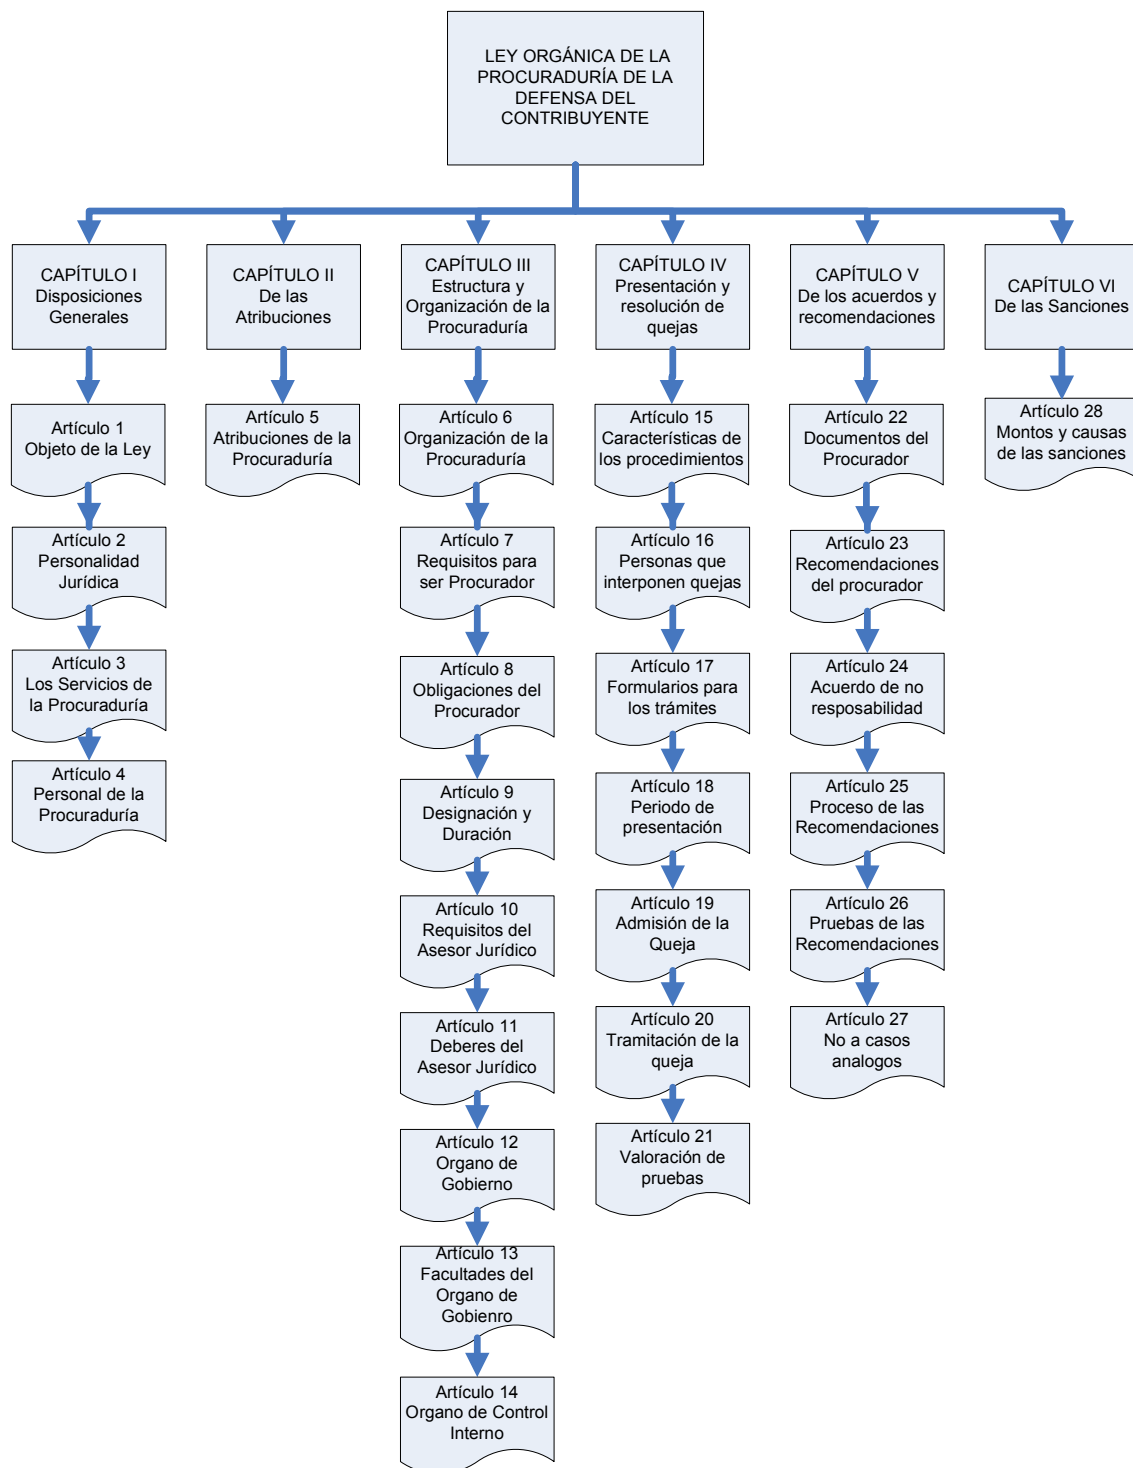 LEY ORGÁNICA DE LA
PROCURADURÍA DE LA
DEFENSA DEL
CONTRIBUYENTE
CAPÍTULO I
Disposiciones
Generales
CAPÍTULO II
De las
Atribuciones
CAPÍTULO III
Estructura y
Organización de la
Procuraduría
CAPÍTULO IV
Presentación y
resolución de
quejas
CAPÍTULO V
De los acuerdos y
recomendaciones
CAPÍTULO VI
De las Sanciones
Artículo 1
Objeto de la Ley
Artículo 2
Personalidad
Jurídica
Artículo 3
Los Servicios de
la Procuraduría
Artículo 4
Personal de la
Procuraduría
Artículo 5
Atribuciones de la
Procuraduría
Artículo 6
Organización de la
Procuraduría
Artículo 7
Requisitos para
ser Procurador
Artículo 8
Obligaciones del
Procurador
Artículo 9
Designación y
Duración
Artículo 10
Requisitos del
Asesor Jurídico
Artículo 11
Deberes del
Asesor Jurídico
Artículo 12
Organo de
Gobierno
Artículo 13
Facultades del
Organo de
Gobienro
Artículo 14
Organo de Control
Interno
Artículo 15
Características de
los procedimientos
Artículo 16
Personas que
interponen quejas
Artículo 17
Formularios para
los trámites
Artículo 18
Periodo de
presentación
Artículo 19
Admisión de la
Queja
Artículo 20
Tramitación de la
queja
Artículo 21
Valoración de
pruebas
Artículo 22
Documentos del
Procurador
Artículo 23
Recomendaciones
del procurador
Artículo 24
Acuerdo de no
resposabilidad
Artículo 25
Proceso de las
Recomendaciones
Artículo 26
Pruebas de las
Recomendaciones
Artículo 27
No a casos
analogos
Artículo 28
Montos y causas
de las sanciones